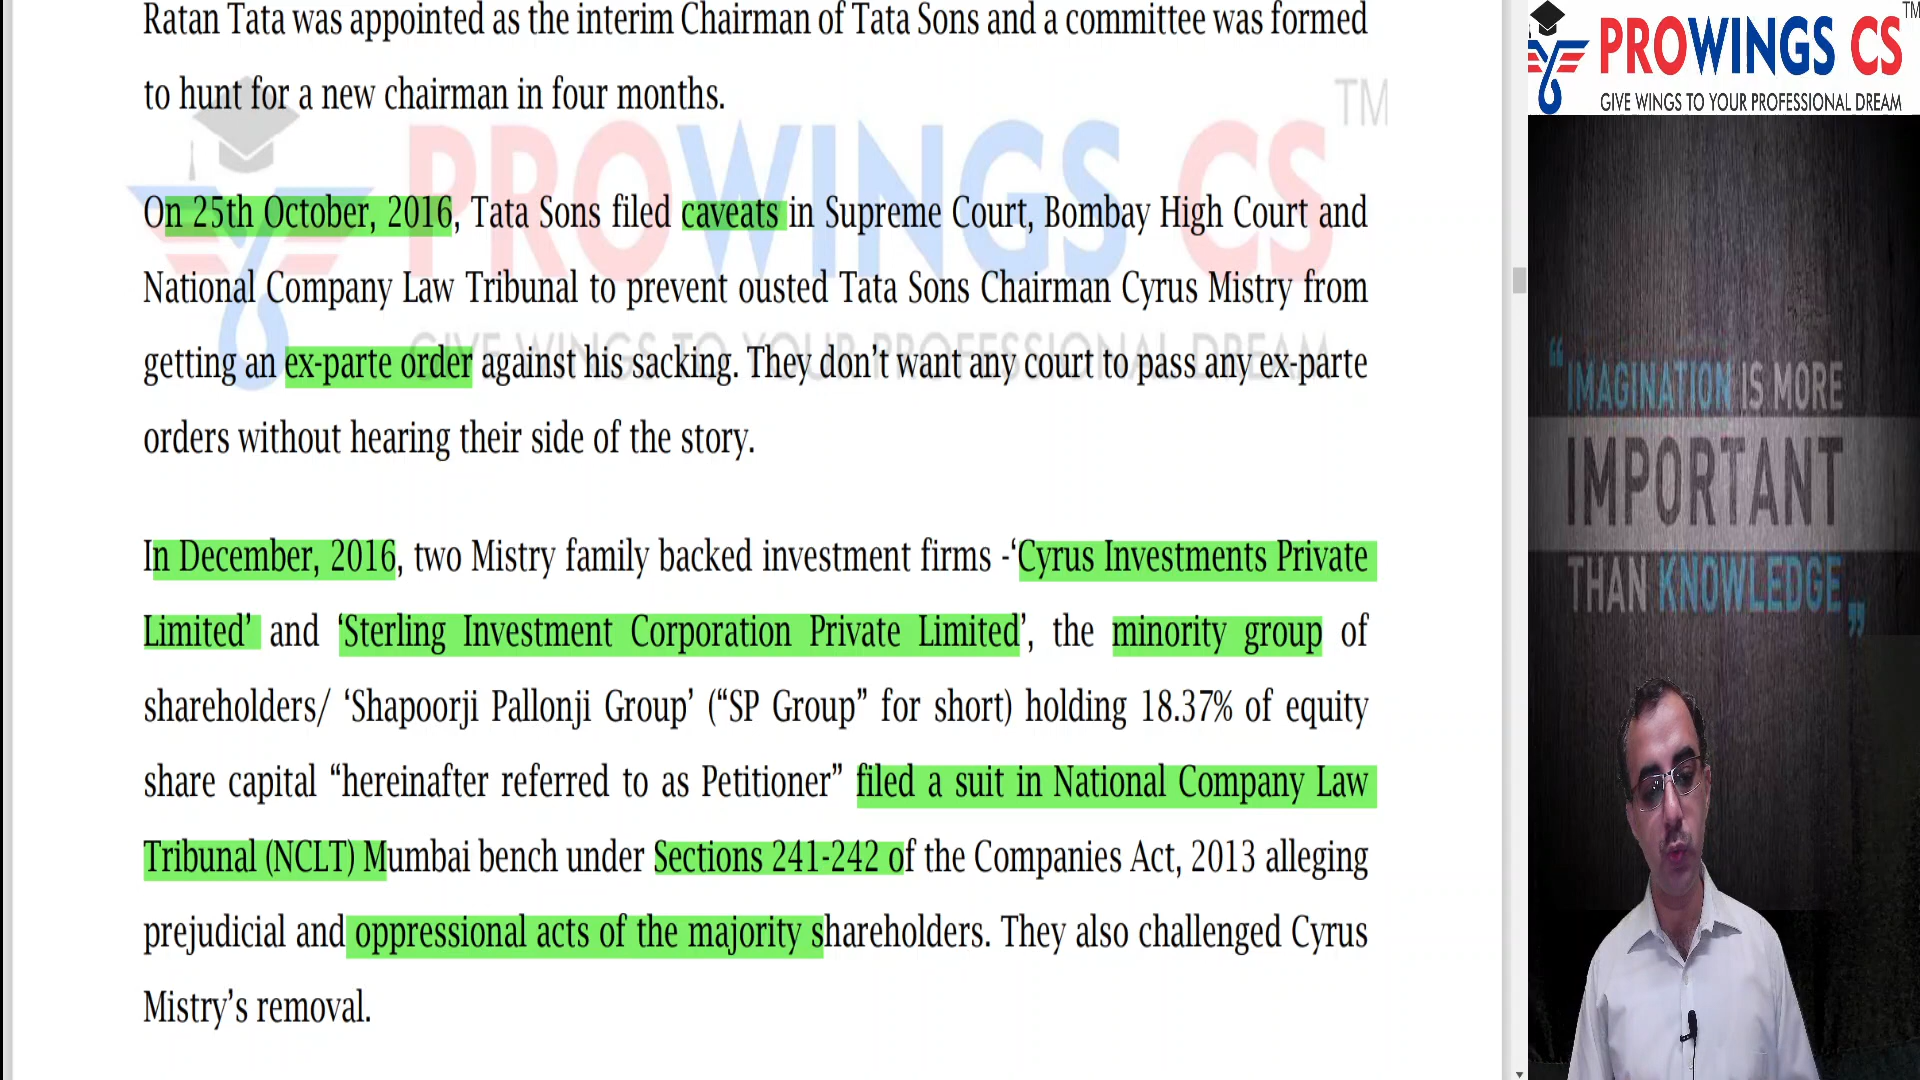 Ratan Tata was appointed as the interim Chairman of Tata Sons and a committee was formed
to hunt for a new chairman in four months.
On 25th October, 2016, Tata Sons filed caveats in Supreme Court, Bombay High Court and
National Company Law Tribunal to prevent ousted Tata Sons Chairman Cyrus Mistry from
getting an ex-parte order against his sacking. They don’t want any court to pass any ex-parte
orders without hearing their side of the story.
In December, 2016, two Mistry family backed investment firms -‘Cyrus Investments Private
Limited’ and ‘Sterling Investment Corporation Private Limited’, the minority group of
shareholders/ ‘Shapoorji Pallonji Group’ (“SP Group” for short) holding 18.37% of equity
share capital “hereinafter referred to as Petitioner” filed a suit in National Company Law
Tribunal (NCLT) Mumbai bench under Sections 241-242 of the Companies Act, 2013 alleging
prejudicial and oppressional acts of the majority shareholders. They also challenged Cyrus
Mistry’s removal.
PROWINGS CS TM
GIVE WINGS TO YOUR PROFESSIONAL DREAM
PROWINGS CS TM
GIVE WINGS TO YOUR PROFESSIONAL DREAM
“IMAGINATION IS MORE
IMPORTANT
THAN KNOWLEDGE”